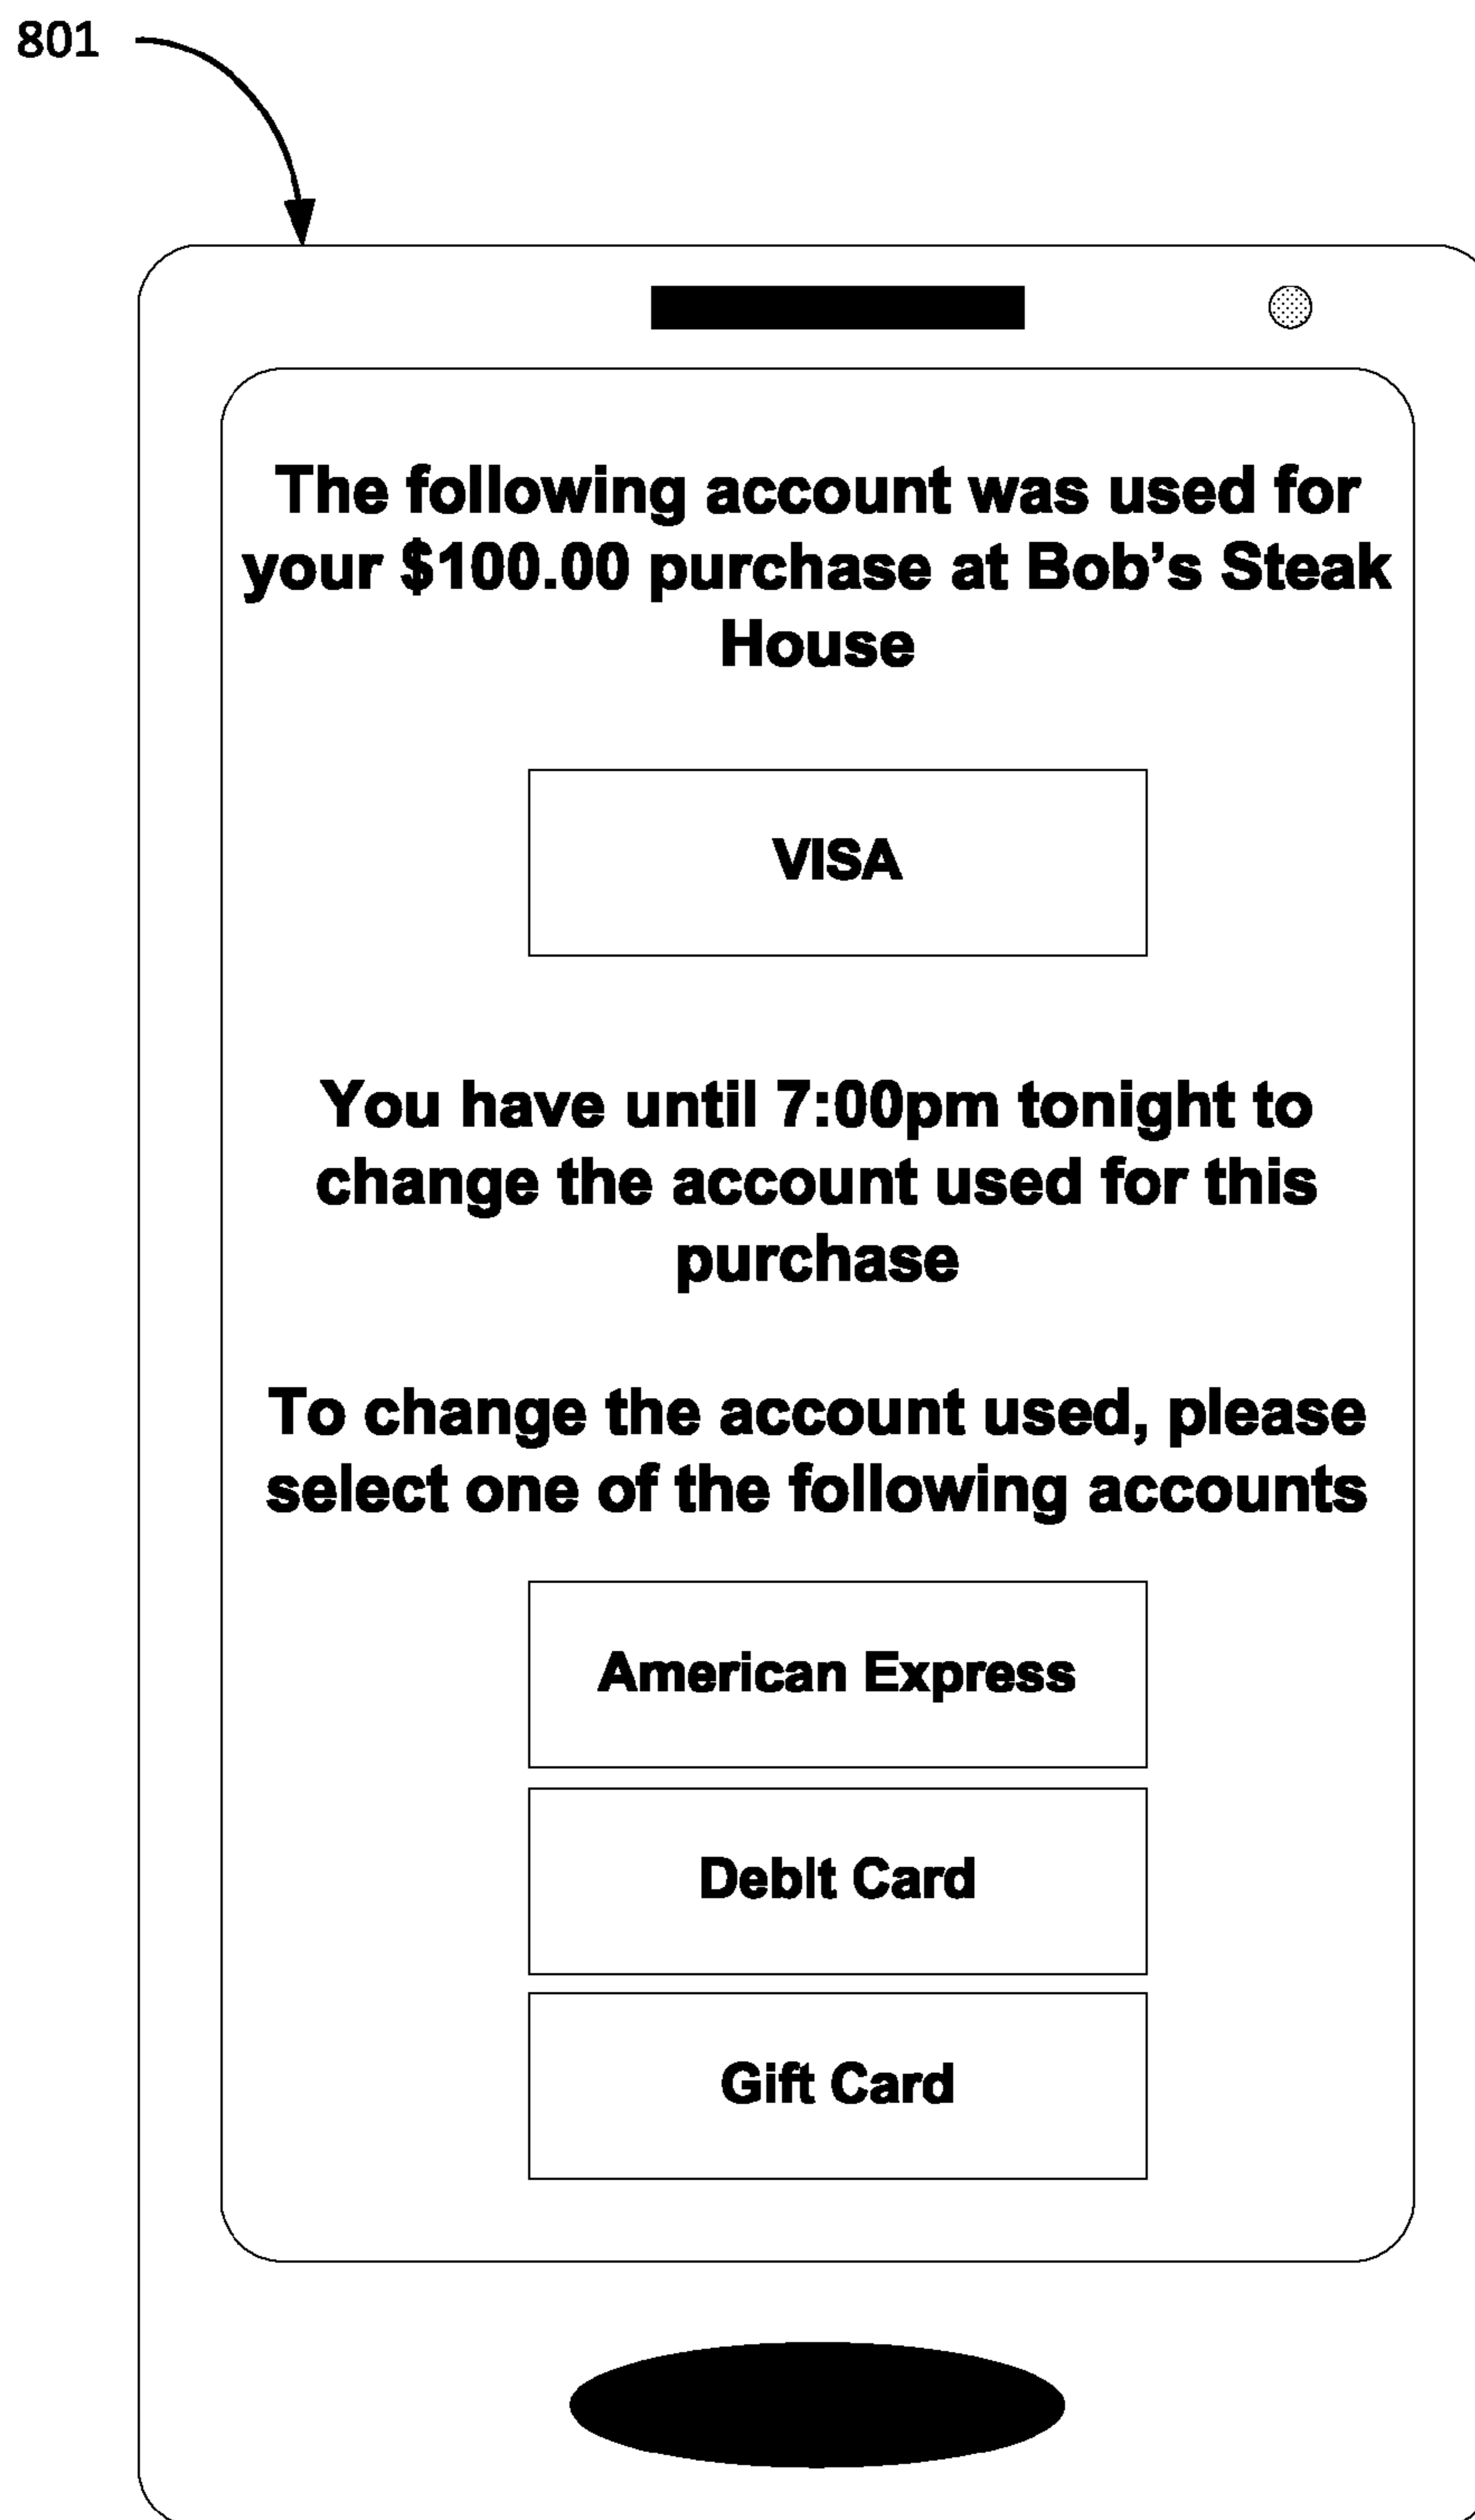 801
The following account was used for
your $100.00 purchase at Bob’s Steak
House
VISA
You have until 7:00pm tonight to
change the account used for this
purchase
To change the account used, please
select one of the following accounts
American Express
Debit Card
Gift Card